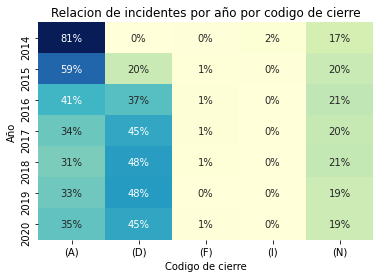 Relacion de incidentes por año por codigo de cierre
Año
2014 81% 0% 0% 2% 17%
2015 59% 20% 1% 0% 20%
2016 41% 37% 1% 0% 21%
2017 34% 45% 1% 0% 20%
2018 31% 48% 1% 0% 21%
2019 33% 48% 0% 0% 19%
2020 35% 45% 1% 0% 19%
(A) (D) (F) (I) (N)
Codigo de cierre